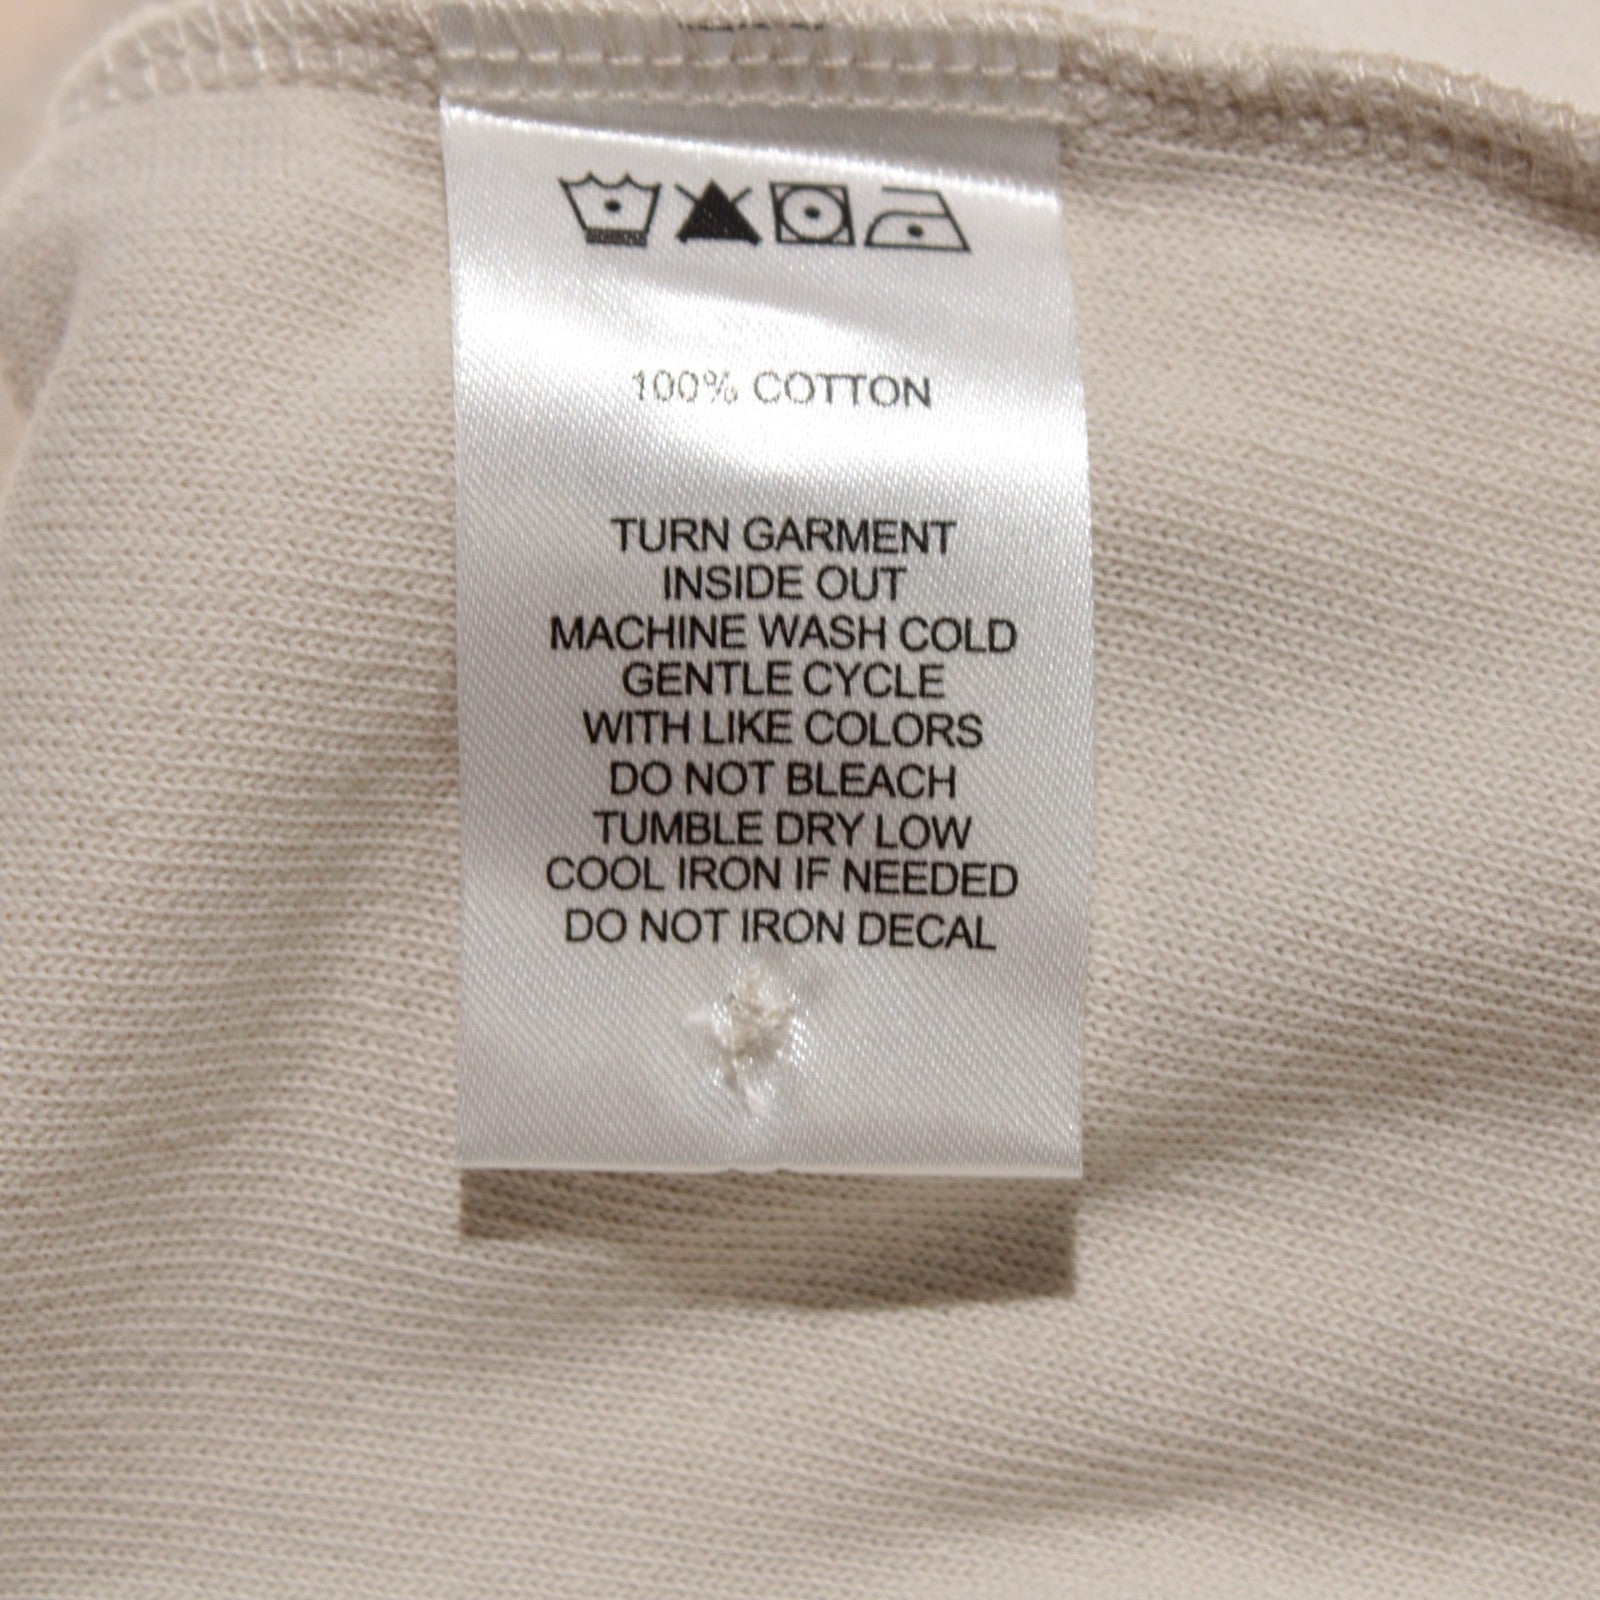 100% COTTON
TURN GARMENT
INSIDE OUT
MACHINE WASH COLD
GENTLE CYCLE
WITH LIKE COLORS
DO NOT BLEACH
TUMBLE DRY LOW
COOL IRON IF NEEDED
DO NOT IRON DECAL